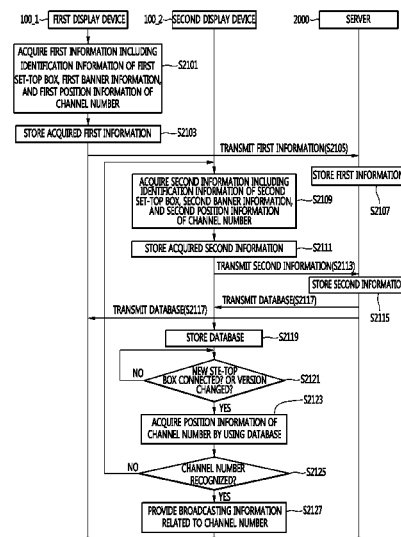 100_1 FIRST DISPLAY DEVICE
100_2 SECOND DISPLAY DEVICE
2000 SERVER
ACQUIRE FIRST INFORMATION INCLUDING
IDENTIFICATION INFORMATION OF FIRST
SET-TOP BOX, FIRST BANNER INFORMATION,
AND FIRST POSITION INFORMATION OF
CHANNEL NUMBER
S2101
STORE ACQUIRED FIRST INFORMATION
S2103
TRANSMIT FIRST INFORMATION(S2105)
STORE FIRST INFORMATION
S2107
ACQUIRE SECOND INFORMATION INCLUDING
IDENTIFICATION INFORMATION OF SECOND
SET-TOP BOX, SECOND BANNER INFORMATION,
AND SECOND POSITION INFORMATION
OF CHANNEL NUMBER
S2109
STORE ACQUIRED SECOND INFORMATION
S2111
TRANSMIT SECOND INFORMATION(S2113)
STORE SECOND INFORMATION
S2115
TRANSMIT DATABASE(S2117)
TRANSMIT DATABASE(S2117)
STORE DATABASE
S2119
NEW STE-TOP
BOX CONNECTED? OR VERSION
CHANGED?
S2121
NO
YES
S2123
ACQUIRE POSITION INFORMATION OF
CHANNEL NUMBER BY USING DATABASE
CHANNEL NUMBER
RECOGNIZED?
S2125
NO
YES
PROVIDE BROADCASTING INFORMATION
RELATED TO CHANNEL NUMBER
S2127